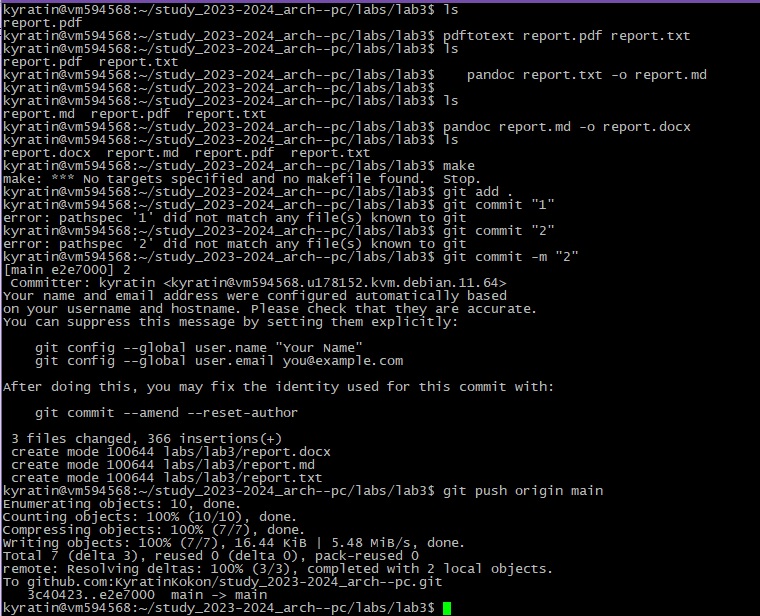 kyratin@vm594568:~/study_2023-2024_arch--pc/labs/lab3$ ls
report.pdf
kyratin@vm594568:~/study_2023-2024_arch--pc/labs/lab3$ pdftotext report.pdf report.txt
kyratin@vm594568:~/study_2023-2024_arch--pc/labs/lab3$ ls
report.pdf  report.txt
kyratin@vm594568:~/study_2023-2024_arch--pc/labs/lab3$    pandoc report.txt -o report.md
kyratin@vm594568:~/study_2023-2024_arch--pc/labs/lab3$
kyratin@vm594568:~/study_2023-2024_arch--pc/labs/lab3$ ls
report.md  report.pdf  report.txt
kyratin@vm594568:~/study_2023-2024_arch--pc/labs/lab3$ pandoc report.md -o report.docx
kyratin@vm594568:~/study_2023-2024_arch--pc/labs/lab3$ ls
report.docx  report.md  report.pdf  report.txt
kyratin@vm594568:~/study_2023-2024_arch--pc/labs/lab3$ make
make: *** No targets specified and no makefile found.  Stop.
kyratin@vm594568:~/study_2023-2024_arch--pc/labs/lab3$ git add .
kyratin@vm594568:~/study_2023-2024_arch--pc/labs/lab3$ git commit "1"
error: pathspec '1' did not match any file(s) known to git
kyratin@vm594568:~/study_2023-2024_arch--pc/labs/lab3$ git commit "2"
error: pathspec '2' did not match any file(s) known to git
kyratin@vm594568:~/study_2023-2024_arch--pc/labs/lab3$ git commit -m "2"
[main e2e7000] 2
 Committer: kyratin <kyratin@vm594568.u178152.kvm.debian.11.64>
Your name and email address were configured automatically based
on your username and hostname. Please check that they are accurate.
You can suppress this message by setting them explicitly:

    git config --global user.name "Your Name"
    git config --global user.email you@example.com

After doing this, you may fix the identity used for this commit with:

    git commit --amend --reset-author

 3 files changed, 366 insertions(+)
 create mode 100644 labs/lab3/report.docx
 create mode 100644 labs/lab3/report.md
 create mode 100644 labs/lab3/report.txt
kyratin@vm594568:~/study_2023-2024_arch--pc/labs/lab3$ git push origin main
Enumerating objects: 10, done.
Counting objects: 100% (10/10), done.
Compressing objects: 100% (7/7), done.
Writing objects: 100% (7/7), 16.44 KiB | 5.48 MiB/s, done.
Total 7 (delta 3), reused 0 (delta 0), pack-reused 0
remote: Resolving deltas: 100% (3/3), completed with 2 local objects.
To github.com:KyratinKokon/study_2023-2024_arch--pc.git
   3c40423..e2e7000  main -> main
kyratin@vm594568:~/study_2023-2024_arch--pc/labs/lab3$